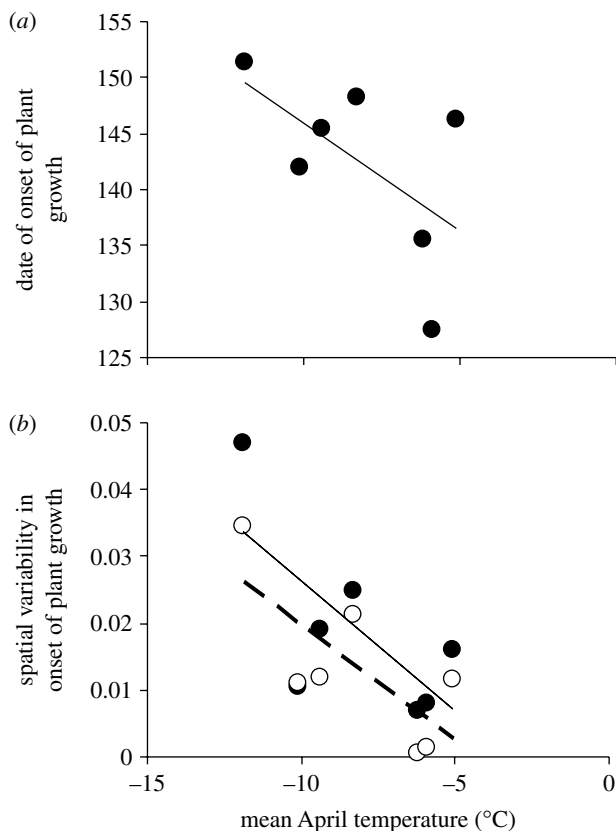 (a)
155
150
145
140
135
130
125
date of onset of plant
growth
(b)
0.05
0.04
0.03
0.02
0.01
0
spatial variability in
onset of plant growth
−15
−10
−5
0
mean April temperature (°C)